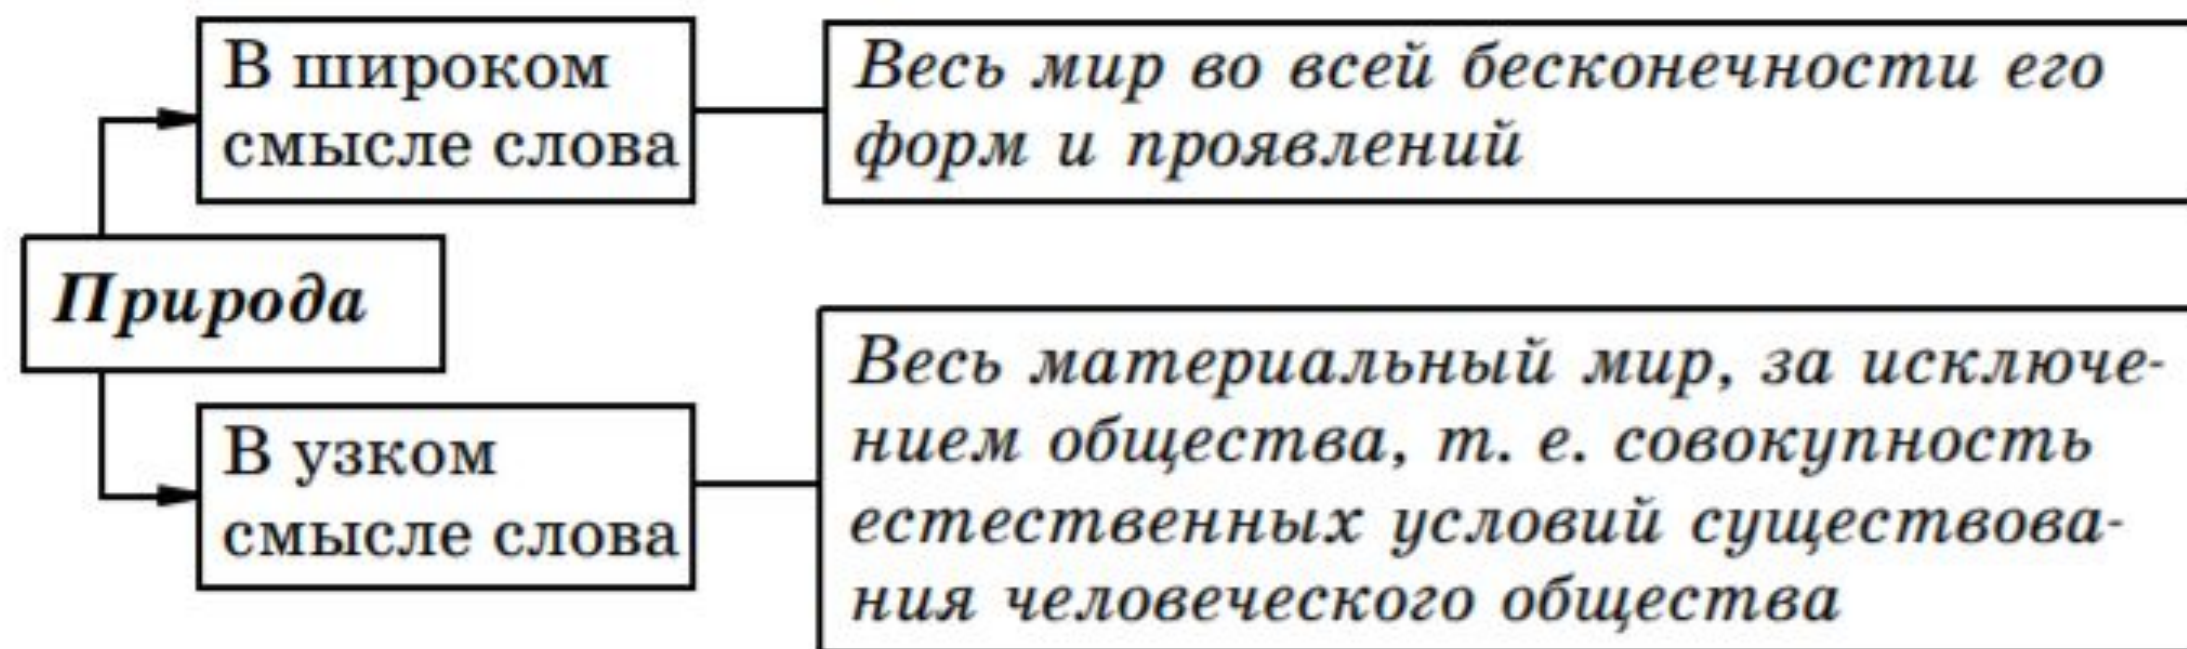 В широком
смысле слова
Весь мир во всей бесконечности его
форм и проявлений
Природа
В узком
смысле слова
Весь материальный мир, за исключе-
нием общества, т. е. совокупность
естественных условий существова-
ния человеческого общества